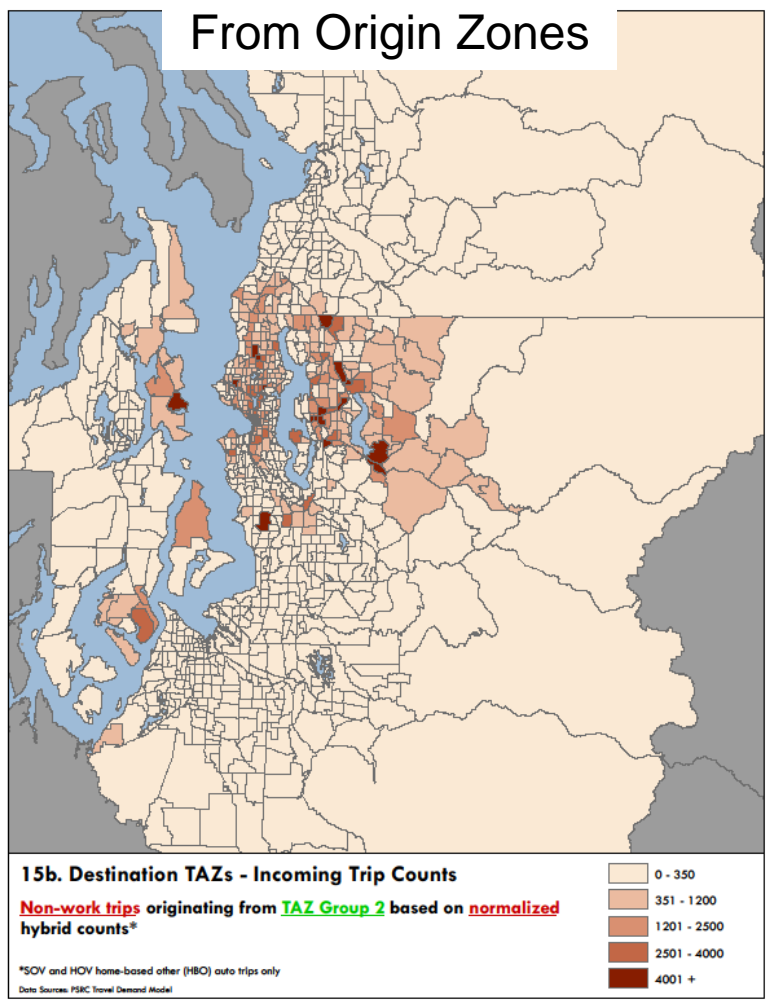 From Origin Zones
15b. Destination TAZs - Incoming Trip Counts
Non-work trips originating from TAZ Group 2 based on normalized
hybrid counts*
*SOV and HOV home-based other (HBO) auto trips only
Data Sources: PSRC Travel Demand Model
0 - 350
351 - 1200
1201 - 2500
2501 - 4000
4001 +